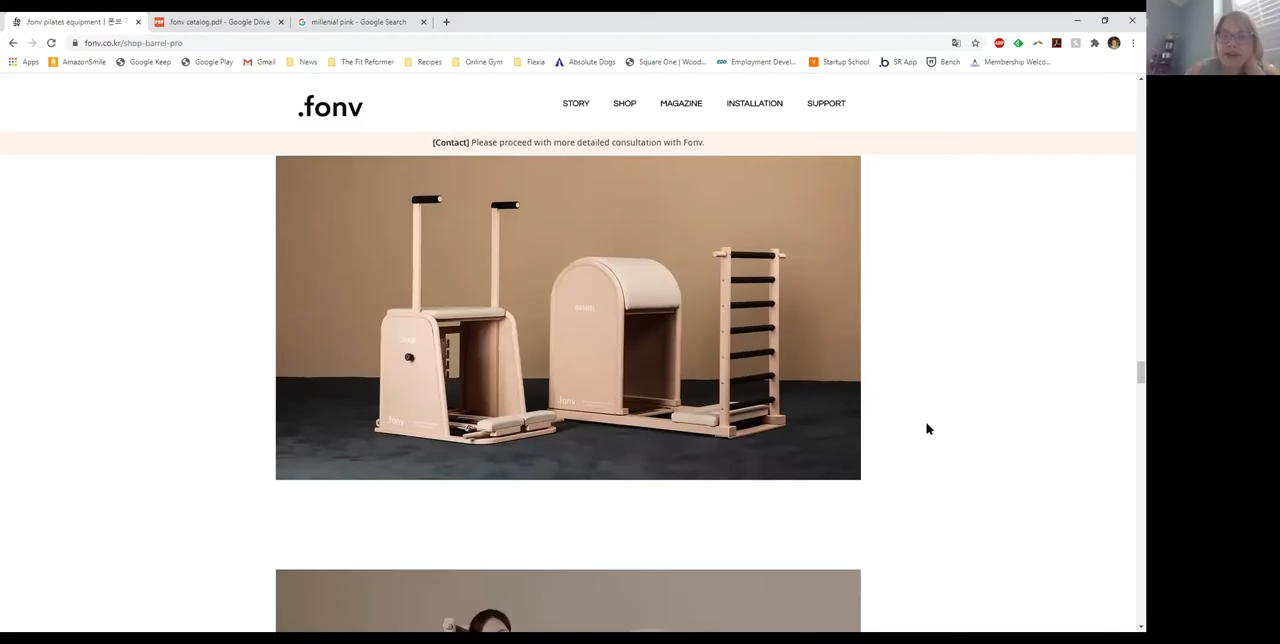 .fonv pilates equipment |
.fonv catalog.pdf - Google Drive
millenial pink - Google Search
fonv.co.kr/shop-barrel-pro
Apps AmazonSmile Google Keep Google Play Gmail News The Fit Reformer Recipes Online Gym Flexia Absolute Dogs Square One | Wood... Employment Devel... Startup School SR App Bench Membership Welco...
.fonv
STORY SHOP MAGAZINE INSTALLATION SUPPORT
[Contact] Please proceed with more detailed consultation with Fonv.
BARREL
.fonv
.fonv